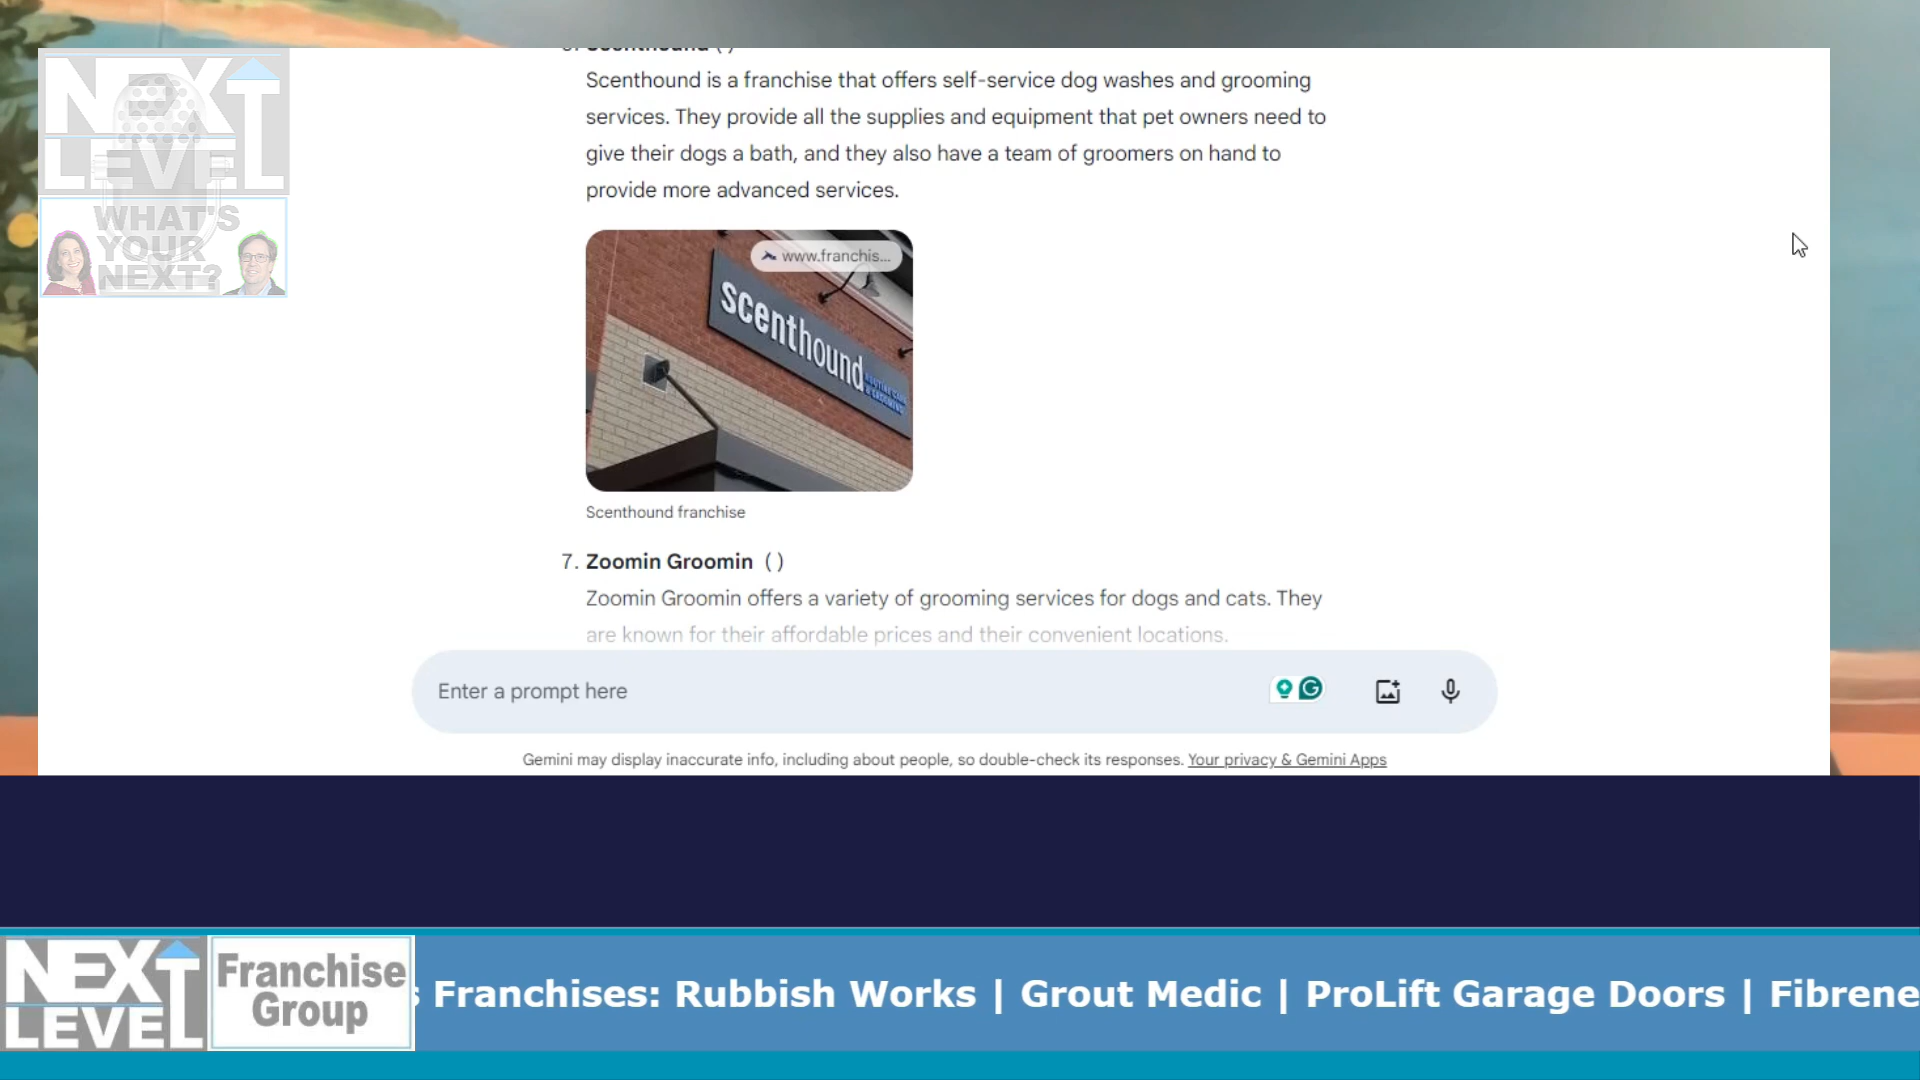 NEXT
LEVEL
WHAT'S
YOUR
NEXT?
Scenthound ( )
Scenthound is a franchise that offers self-service dog washes and grooming
services. They provide all the supplies and equipment that pet owners need to
give their dogs a bath, and they also have a team of groomers on hand to
provide more advanced services.
www.franchis...
scenthound
Scenthound franchise
7. Zoomin Groomin ( )
Zoomin Groomin offers a variety of grooming services for dogs and cats. They
are known for their affordable prices and their convenient locations.
Enter a prompt here
Gemini may display inaccurate info, including about people, so double-check its responses. Your privacy & Gemini Apps
NEXT
LEVEL
Franchise
Group
s Franchises: Rubbish Works | Grout Medic | ProLift Garage Doors | Fibrene